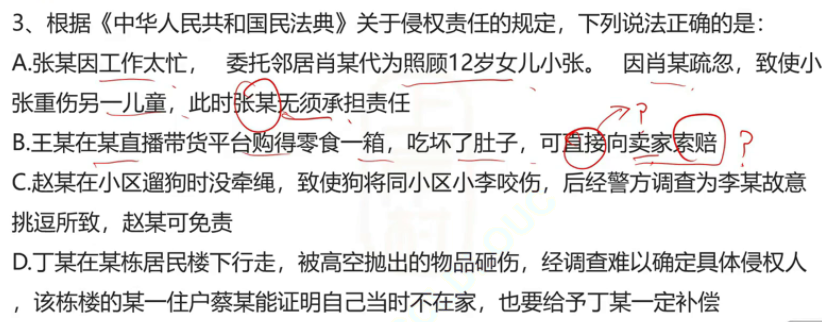 3、根据《中华人民共和国民法典》关于侵权责任的规定，下列说法正确的是：
A.张某因工作太忙， 委托邻居肖某代为照顾12岁女儿小张。 因肖某疏忽，致使小
张重伤另一儿童，此时张某无须承担责任
B.王某在某直播带货平台购得零食一箱，吃坏了肚子，可直接向卖家索赔
? ?
C.赵某在小区遛狗时没牵绳，致使狗将同小区小李咬伤，后经警方调查为李某故意
挑逗所致，赵某可免责
D.丁某在某栋居民楼下行走，被高空抛出的物品砸伤，经调查难以确定具体侵权人
，该栋楼的某一住户蔡某能证明自己当时不在家，也要给予丁某一定补偿